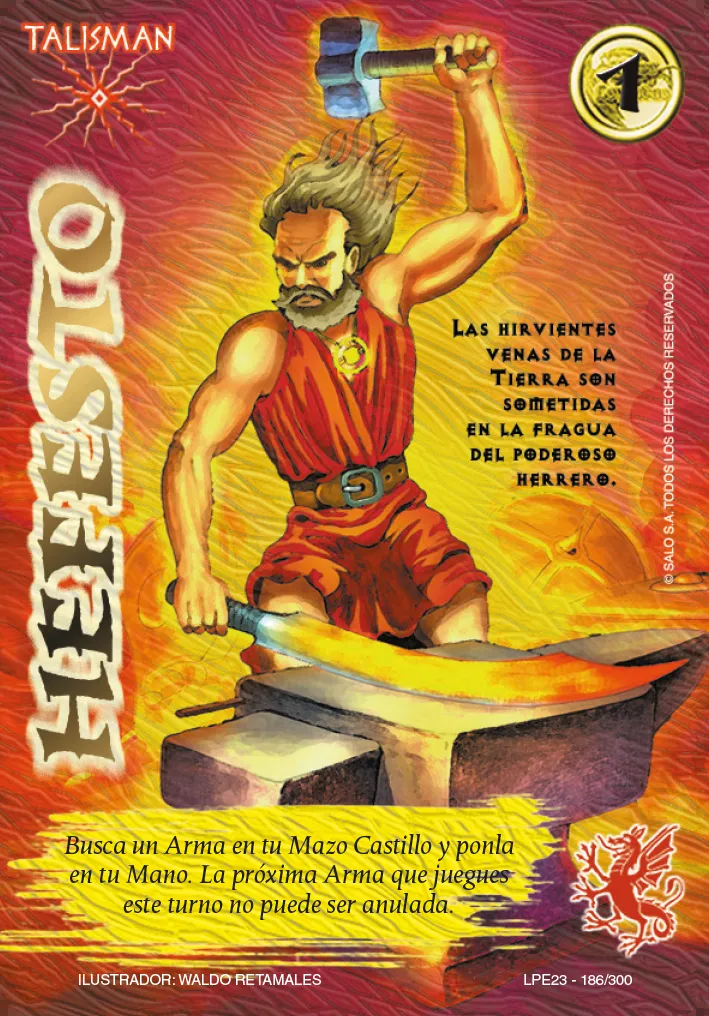 TALISMAN
1
HEFESTO
LAS HIRVIENTES
VENAS DE LA
TIERRA SON
SOMETIDAS
EN LA FRAGUA
DEL PODEROSO
HERRERO.
© SALO S.A. TODOS LOS DERECHOS RESERVADOS
Busca un Arma en tu Mazo Castillo y ponla
en tu Mano. La próxima Arma que juegues
este turno no puede ser anulada.
ILUSTRADOR: WALDO RETAMALES
LPE23 - 186/300